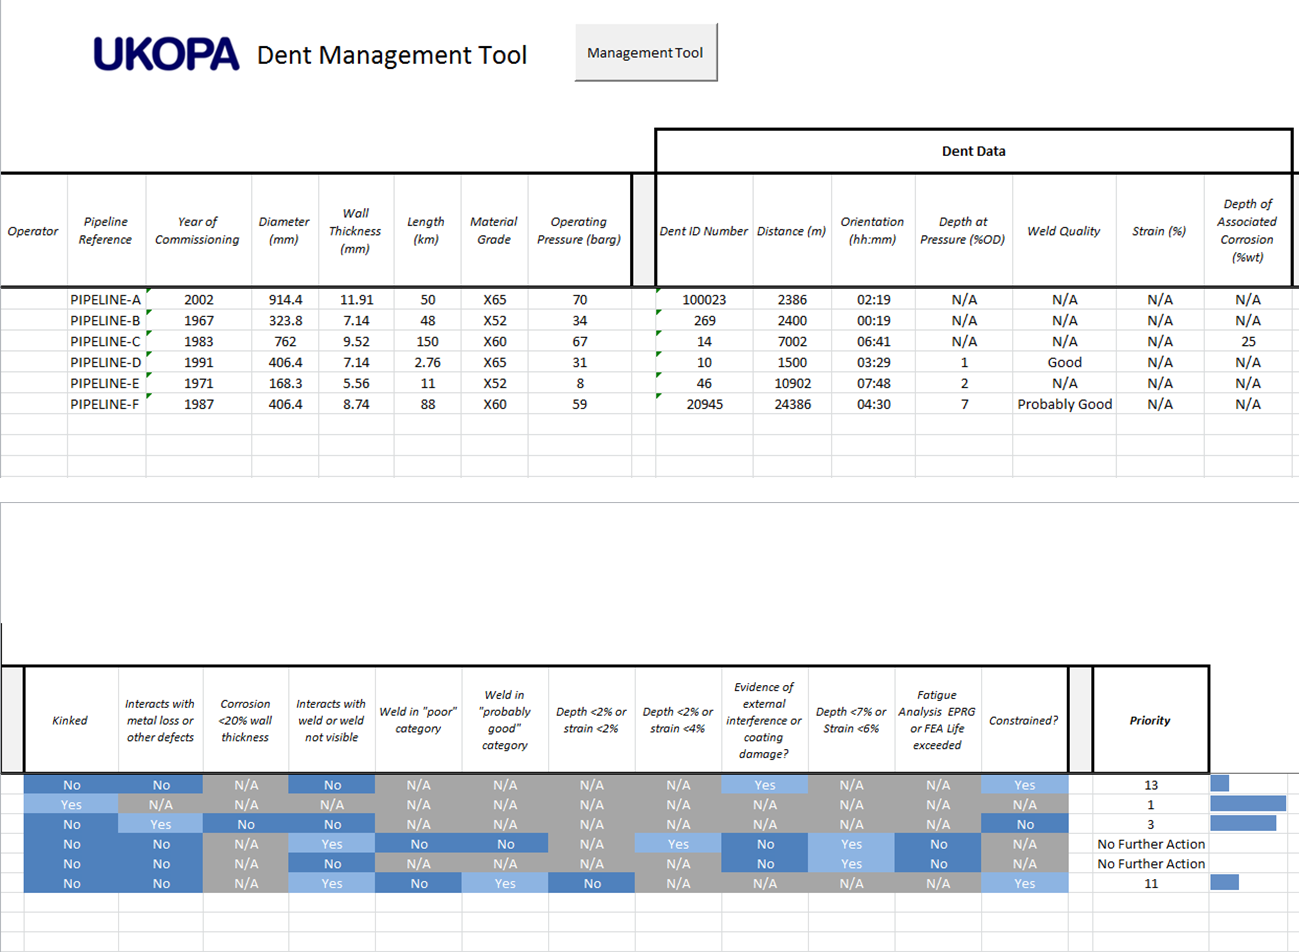 UKOPA Dent Management Tool
Management Tool
Dent Data
Operator
Pipeline
Reference
Year of
Commissioning
Diameter
(mm)
Wall
Thickness
(mm)
Length
(km)
Material
Grade
Operating
Pressure (barg)
Dent ID Number
Distance (m)
Orientation
(hh:mm)
Depth at
Pressure (%OD)
Weld Quality
Strain (%)
Depth of
Associated
Corrosion
(%wt)
PIPELINE-A 2002 914.4 11.91 50 X65 70 100023 2386 02:19 N/A N/A N/A N/A
PIPELINE-B 1967 323.8 7.14 48 X52 34 269 2400 00:19 N/A N/A N/A N/A
PIPELINE-C 1983 762 9.52 150 X60 67 14 7002 06:41 N/A N/A N/A 25
PIPELINE-D 1991 406.4 7.14 2.76 X65 31 10 1500 03:29 1 Good N/A N/A
PIPELINE-E 1971 168.3 5.56 11 X52 8 46 10902 07:48 2 N/A N/A N/A
PIPELINE-F 1987 406.4 8.74 88 X60 59 20945 24386 04:30 7 Probably Good N/A N/A
Kinked
Interacts with
metal loss or
other defects
Corrosion
<20% wall
thickness
Interacts with
weld or weld
not visible
Weld in "poor"
category
Weld in
"probably
good"
category
Depth <2% or
strain <2%
Depth <2% or
strain <4%
Evidence of
external
interference or
coating
damage?
Depth <7% or
Strain <6%
Fatigue
Analysis EPRG
or FEA Life
exceeded
Constrained?
Priority
No No N/A No N/A N/A N/A N/A Yes N/A N/A Yes 13
Yes N/A N/A N/A N/A N/A N/A N/A N/A N/A N/A N/A 1
No Yes No No N/A N/A N/A N/A N/A N/A N/A No 3
No No N/A Yes No No N/A Yes No Yes No N/A No Further Action
No No N/A No N/A N/A N/A N/A No Yes No N/A No Further Action
No No N/A Yes No Yes No N/A N/A N/A N/A Yes 11